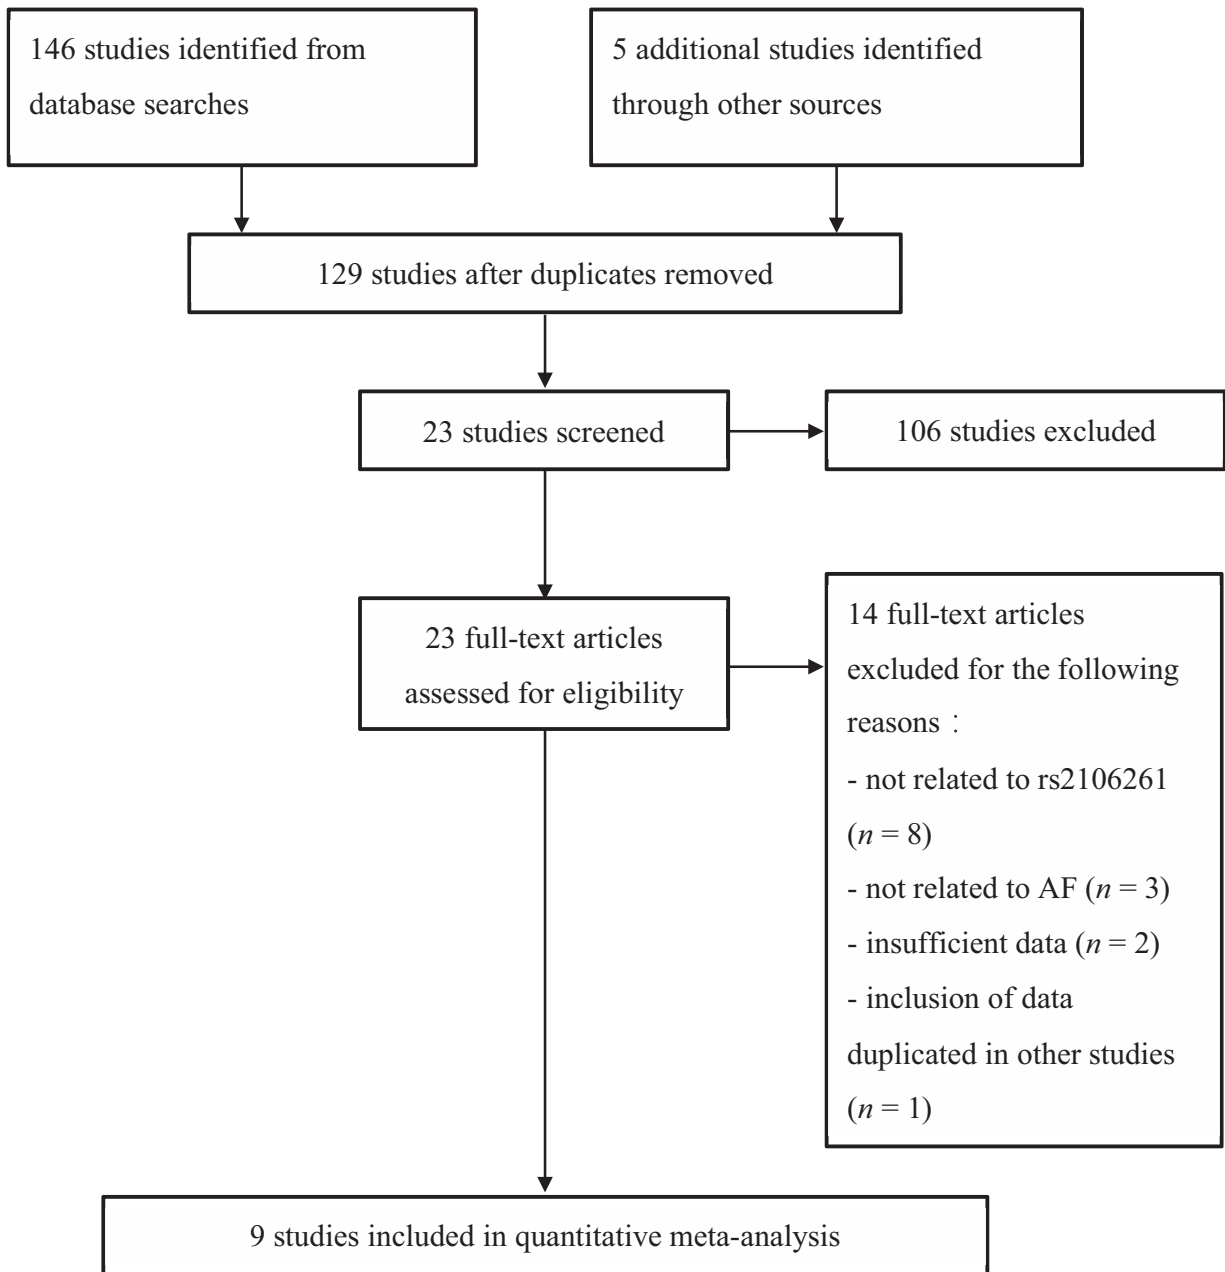 146 studies identified from
database searches
5 additional studies identified
through other sources
129 studies after duplicates removed
23 studies screened
106 studies excluded
23 full-text articles
assessed for eligibility
14 full-text articles
excluded for the following
reasons：
- not related to rs2106261
(n = 8)
- not related to AF (n = 3)
- insufficient data (n = 2)
- inclusion of data
duplicated in other studies
(n = 1)
9 studies included in quantitative meta-analysis